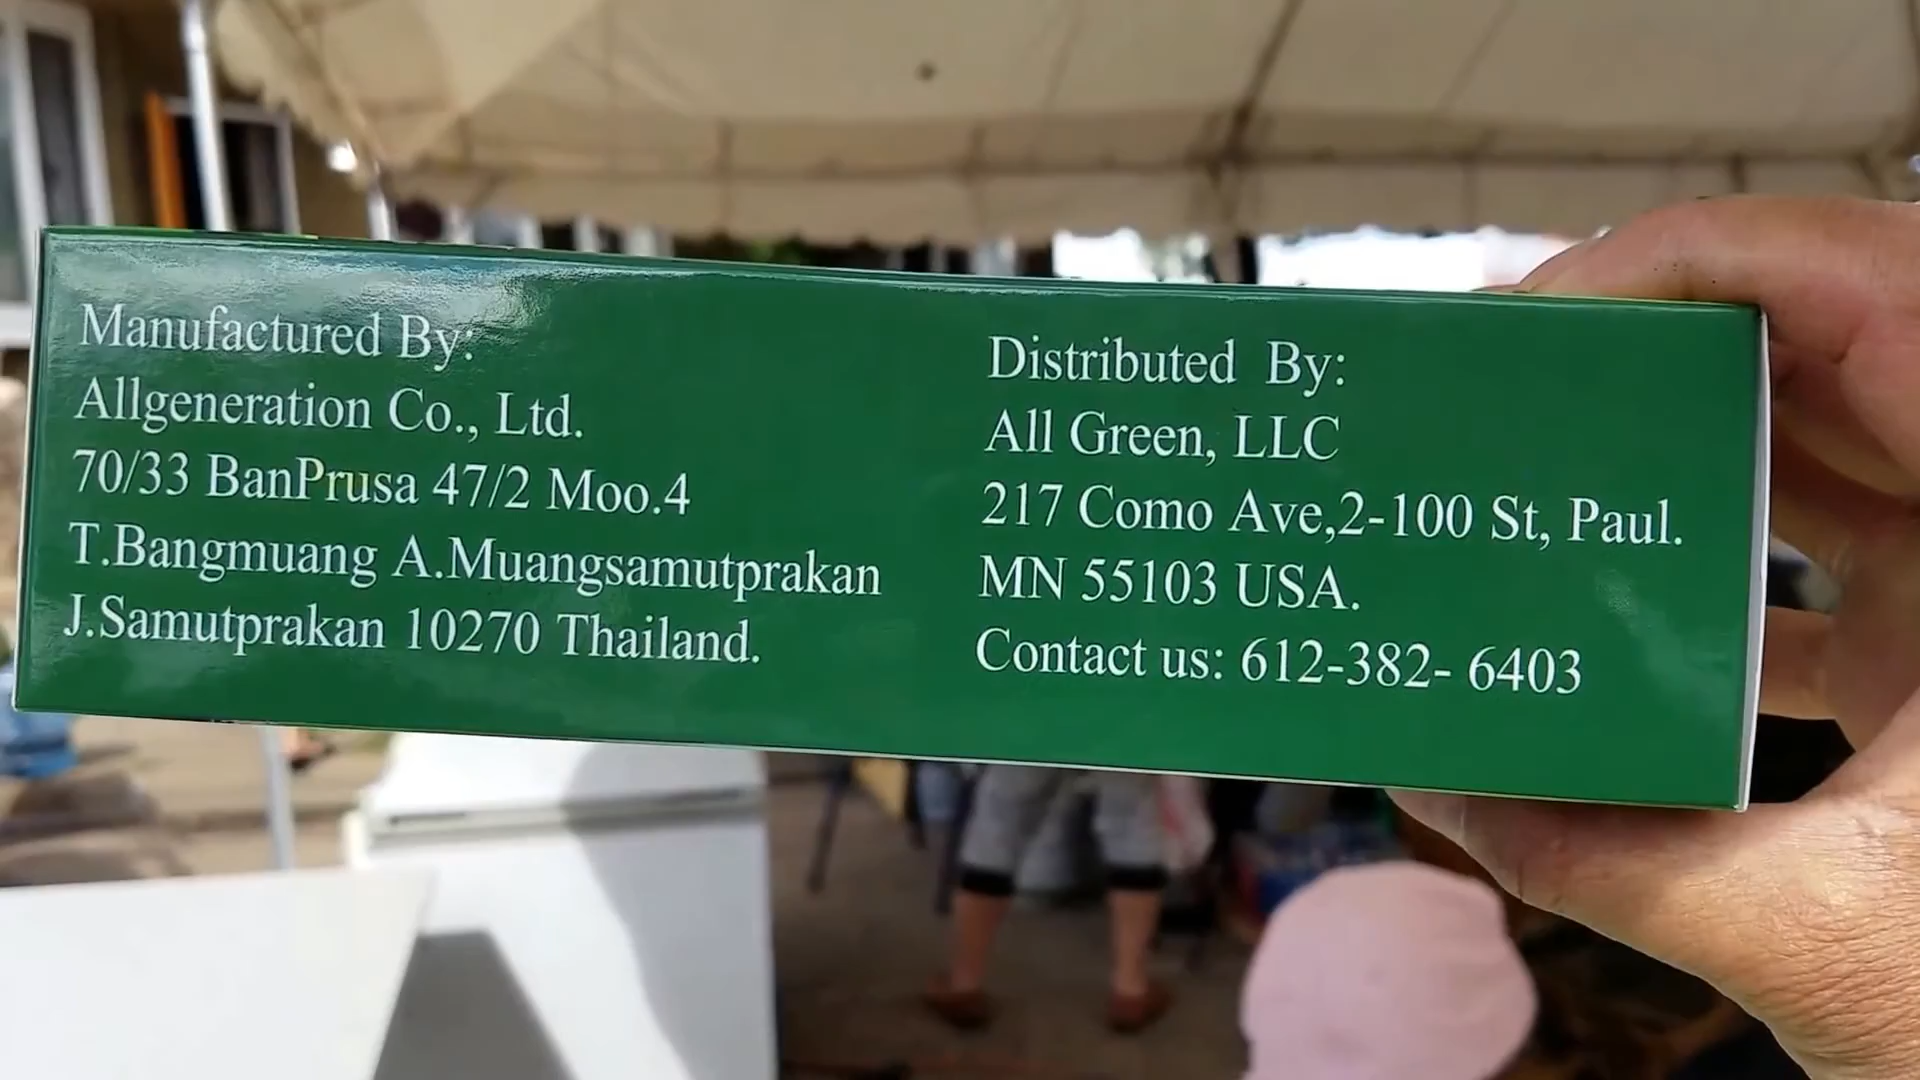 Manufactured By:
Allgeneration Co., Ltd.
70/33 BanPrusa 47/2 Moo.4
T.Bangmuang A.Muangsamutprakan
J.Samutprakan 10270 Thailand.
Distributed By:
All Green, LLC
217 Como Ave,2-100 St, Paul.
MN 55103 USA.
Contact us: 612-382- 6403